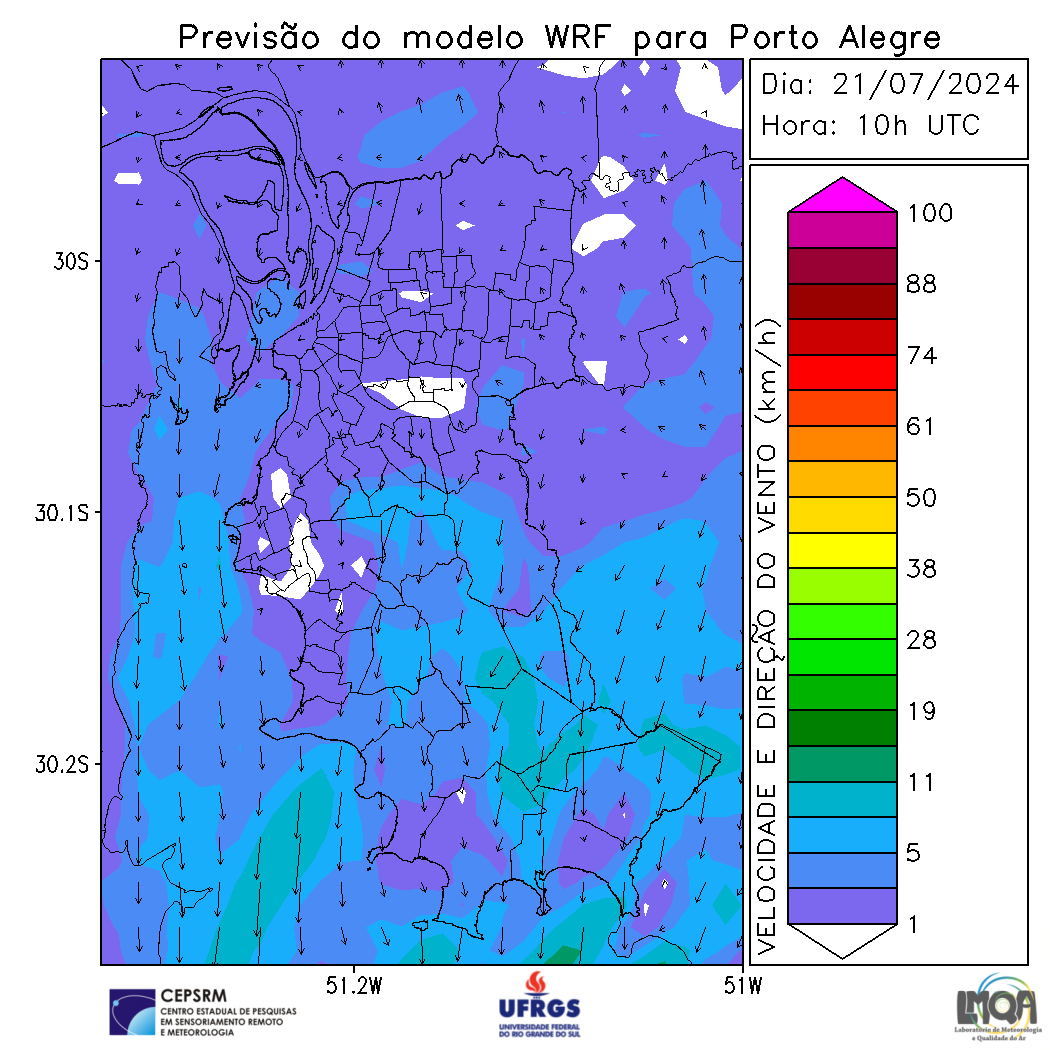 Previsão do modelo WRF para Porto Alegre
Dia: 21/07/2024
Hora: 10h UTC
30S
30.1S
30.2S
51.2W
51W
VELOCIDADE E DIREÇÃO DO VENTO (km/h)
100
88
74
61
50
38
28
19
11
5
1
CEPSRM
CENTRO ESTADUAL DE PESQUISAS
EM SENSORIAMENTO REMOTO
E METEOROLOGIA
UFRGS
UNIVERSIDADE FEDERAL
DO RIO GRANDE DO SUL
LMQA
Laboratório de Meteorologia
e Qualidade do Ar